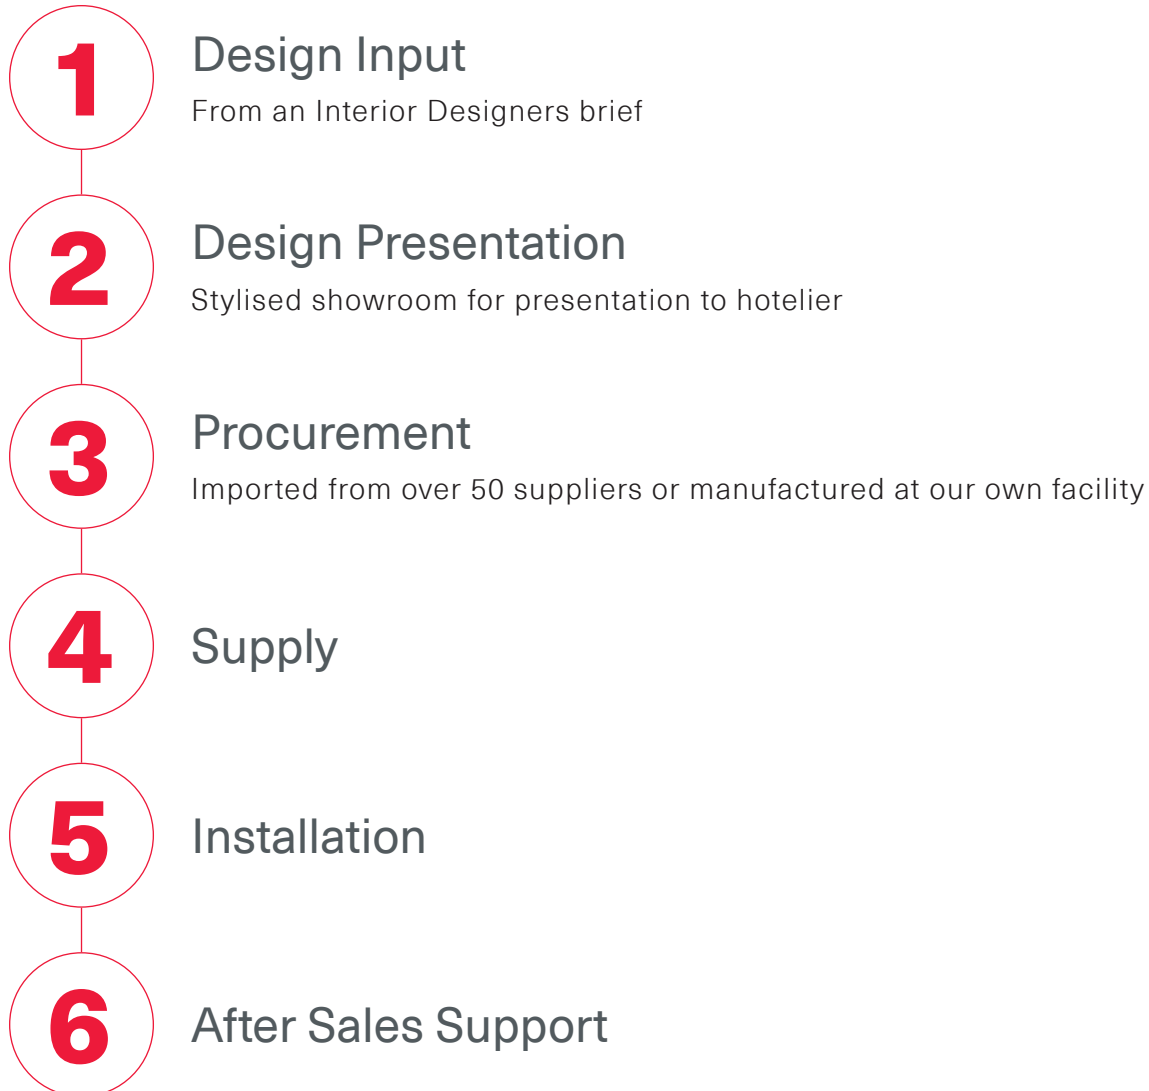 1
Design Input
From an Interior Designers brief
2
Design Presentation
Stylised showroom for presentation to hotelier
3
Procurement
Imported from over 50 suppliers or manufactured at our own facility
4
Supply
5
Installation
6
After Sales Support